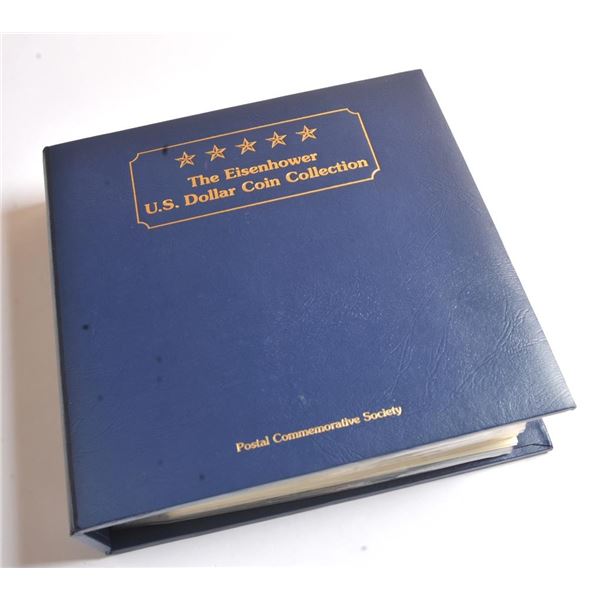 The Eisenhower
U.S. Dollar Coin Collection
Postal Commemorative Society